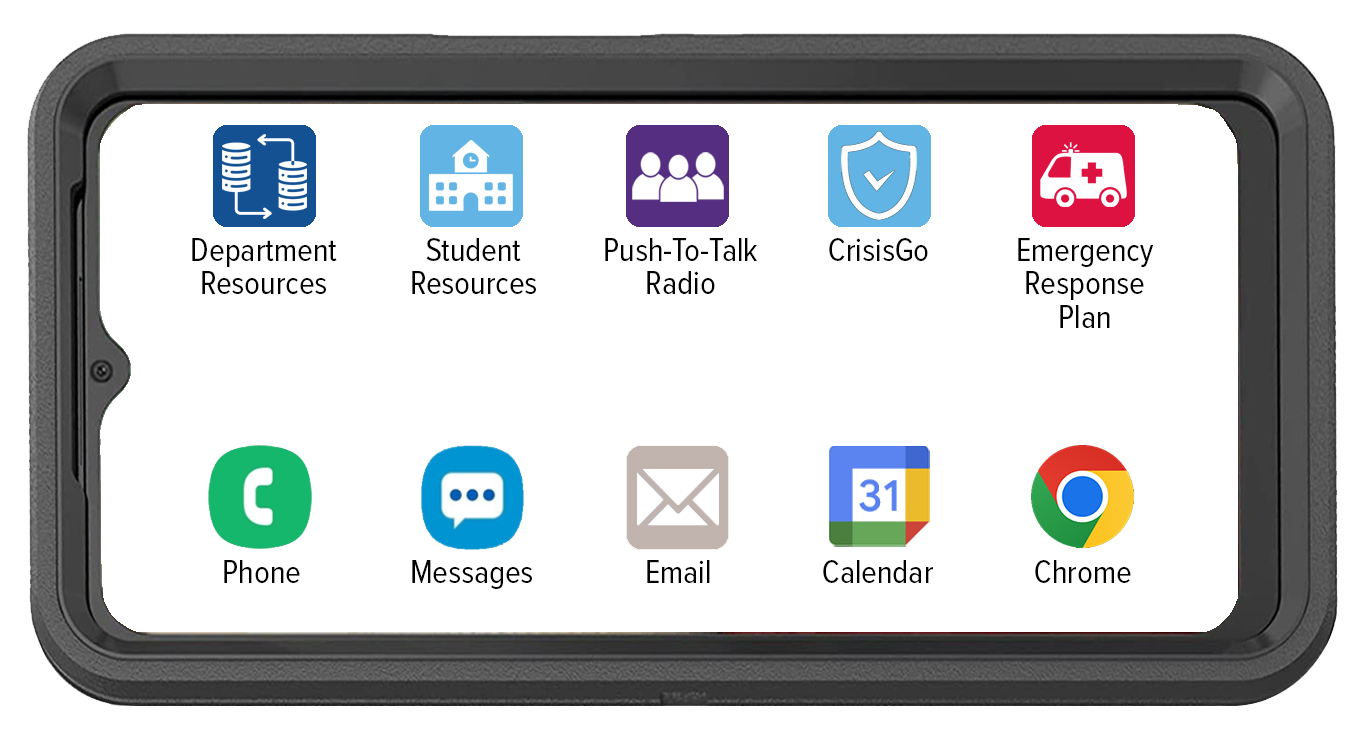 Department
Resources
Student
Resources
Push-To-Talk
Radio
CrisisGo
Emergency
Response
Plan
31
Phone
Messages
Email
Calendar
Chrome